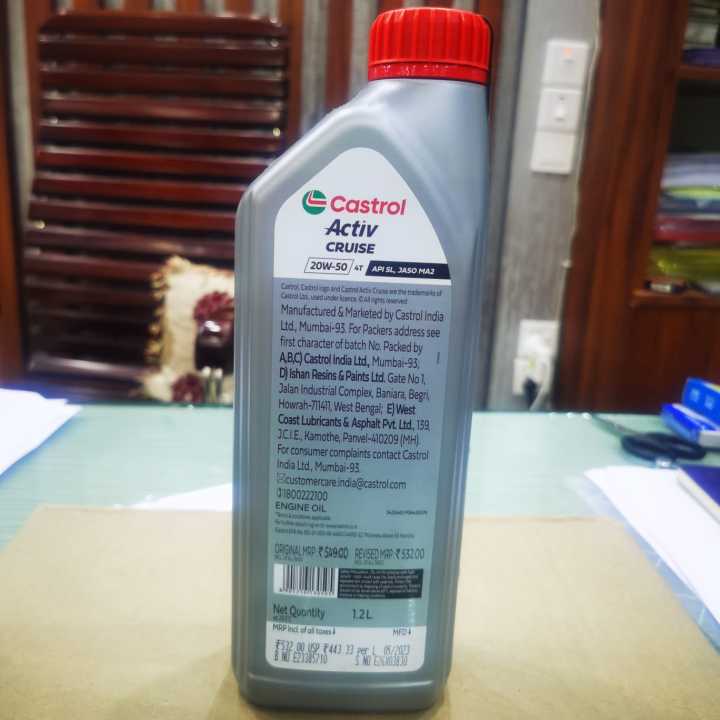 Castrol
Activ
CRUISE
20W-50 4T API SL, JASO MA2
Castrol, Castrol logo and Castrol Activ Cruise are the trademarks of
Castrol Ltd., used under licence. © All rights reserved
Manufactured & Marketed by Castrol India
Ltd., Mumbai-93. For Packers address see
first character of batch No. Packed by
A,B,C) Castrol India Ltd., Mumbai-93;
D) Ishan Resins & Paints Ltd. Gate No 1,
Jalan Industrial Complex, Baniara, Begri,
Howrah-711411, West Bengal; E) West
Coast Lubricants & Asphalt Pvt. Ltd., 139,
J.C.I.E., Kamothe, Panvel-410209 (MH).
For consumer complaints contact Castrol
India Ltd., Mumbai-93.
customercare.india@castrol.com
1800222100
ENGINE OIL
ORIGINAL MRP: ₹ 549.00 REVISED MRP: ₹ 532.00
Net Quantity 1.2 L
MRP incl. of all taxes MFD
₹532.00 USP ₹443.33 per L 05/2023
B NO E23385710 S NO